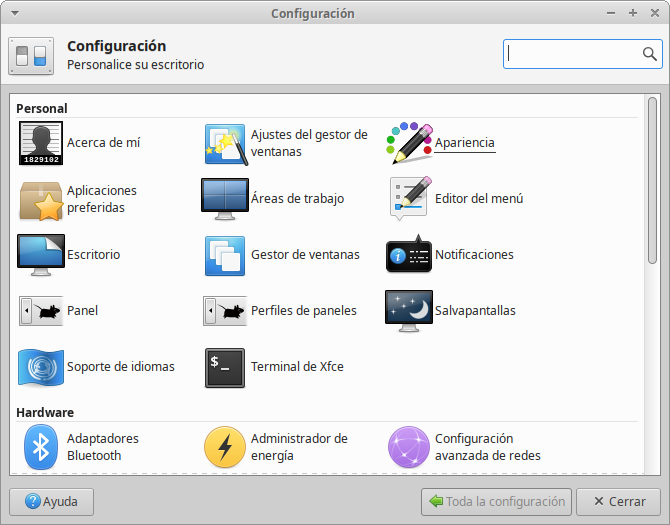 Configuración
Configuración
Personalice su escritorio
Personal
1829102
Acerca de mí
Ajustes del gestor de
ventanas
Apariencia
Aplicaciones
preferidas
Áreas de trabajo
Editor del menú
Escritorio
Gestor de ventanas
Notificaciones
Panel
Perfiles de paneles
Salvapantallas
Soporte de idiomas
$_
Terminal de Xfce
Hardware
Adaptadores
Bluetooth
Administrador de
energía
Configuración
avanzada de redes
Ayuda
Toda la configuración
Cerrar